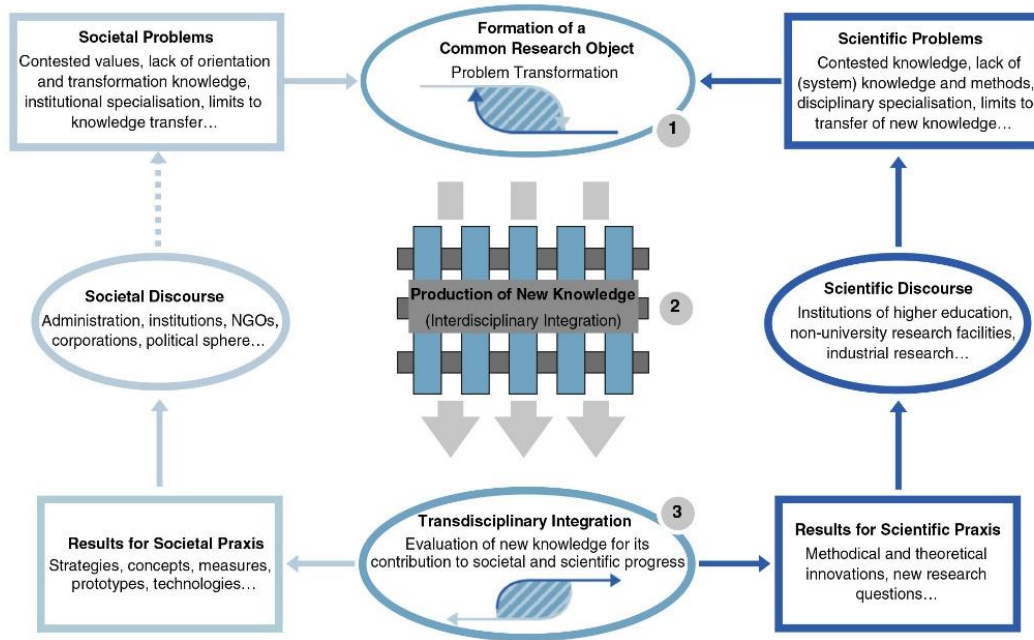 Societal Problems
Contested values, lack of orientation
and transformation knowledge,
institutional specialisation, limits to
knowledge transfer...
Formation of a
Common Research Object
Problem Transformation
1
Scientific Problems
Contested knowledge, lack of
(system) knowledge and methods,
disciplinary specialisation, limits to
transfer of new knowledge...
Societal Discourse
Administration, institutions, NGOs,
corporations, political sphere...
Production of New Knowledge
(Interdisciplinary Integration)
2
Scientific Discourse
Institutions of higher education,
non-university research facilities,
industrial research...
Results for Societal Praxis
Strategies, concepts, measures,
prototypes, technologies...
3
Transdisciplinary Integration
Evaluation of new knowledge for its
contribution to societal and scientific progress
Results for Scientific Praxis
Methodical and theoretical
innovations, new research
questions...